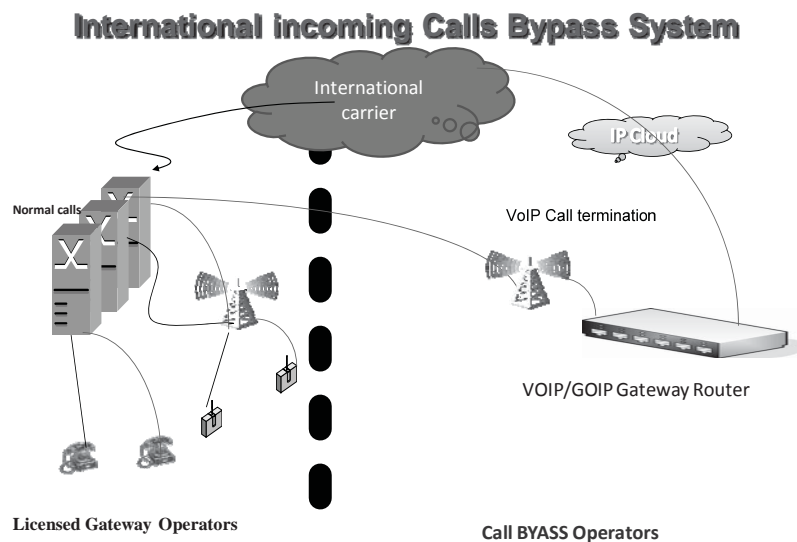 International incoming Calls Bypass System
International
carrier
IP Cloud
Normal calls
VoIP Call termination
VOIP/GOIP Gateway Router
Licensed Gateway Operators
Call BYASS Operators